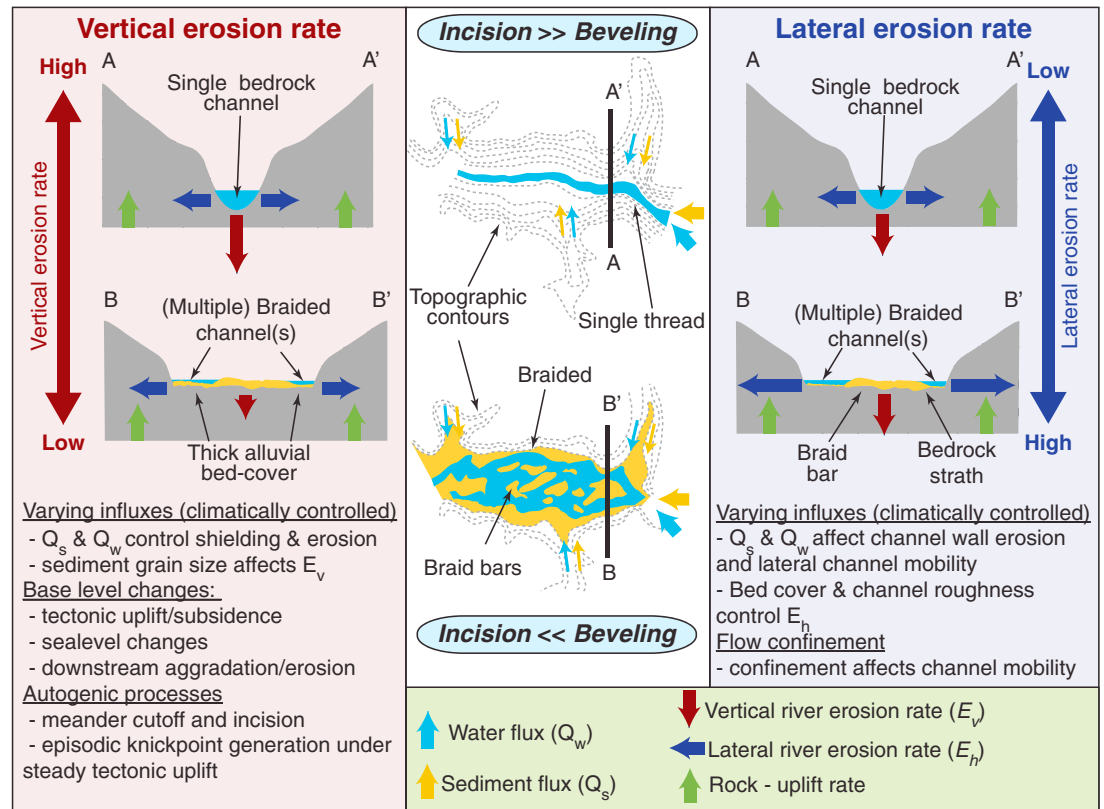 Vertical erosion rate
High
A
A'
Single bedrock
channel
Vertical erosion rate
B
B'
(Multiple) Braided
channel(s)
Low
Thick alluvial
bed-cover
Varying influxes (climatically controlled)
- Qs & Qw control shielding & erosion
- sediment grain size affects Ev
Base level changes:
- tectonic uplift/subsidence
- sealevel changes
- downstream aggradation/erosion
Autogenic processes
- meander cutoff and incision
- episodic knickpoint generation under
steady tectonic uplift
Incision >> Beveling
A'
A
Topographic
contours
Single thread
Braided
B'
Braid bars
B
Incision << Beveling
Lateral erosion rate
A
A'
Low
Single bedrock
channel
Lateral erosion rate
B
B'
(Multiple) Braided
channel(s)
High
Braid
bar
Bedrock
strath
Varying influxes (climatically controlled)
- Qs & Qw affect channel wall erosion
and lateral channel mobility
- Bed cover & channel roughness
control Eh
Flow confinement
- confinement affects channel mobility
Water flux (Qw)
Sediment flux (Qs)
Vertical river erosion rate (Ev)
Lateral river erosion rate (Eh)
Rock - uplift rate